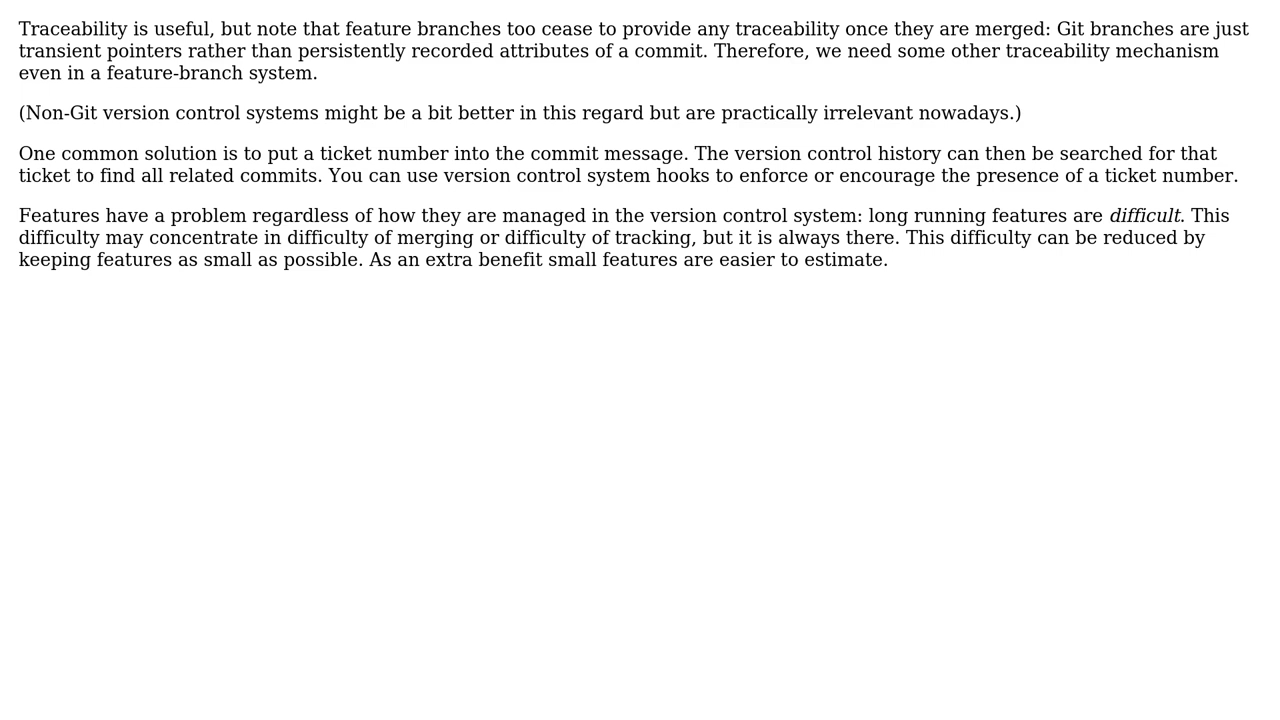 Traceability is useful, but note that feature branches too cease to provide any traceability once they are merged: Git branches are just
transient pointers rather than persistently recorded attributes of a commit. Therefore, we need some other traceability mechanism
even in a feature-branch system.
(Non-Git version control systems might be a bit better in this regard but are practically irrelevant nowadays.)
One common solution is to put a ticket number into the commit message. The version control history can then be searched for that
ticket to find all related commits. You can use version control system hooks to enforce or encourage the presence of a ticket number.
Features have a problem regardless of how they are managed in the version control system: long running features are difficult. This
difficulty may concentrate in difficulty of merging or difficulty of tracking, but it is always there. This difficulty can be reduced by
keeping features as small as possible. As an extra benefit small features are easier to estimate.